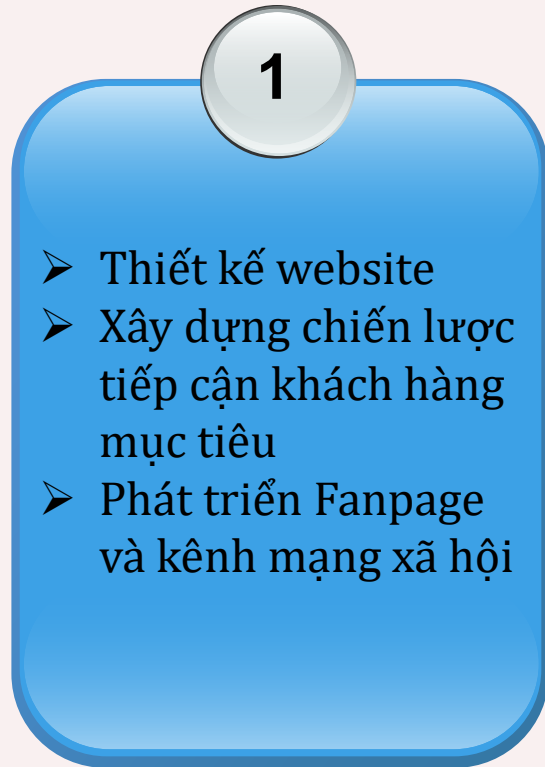 1
➢ Thiết kế website
➢ Xây dựng chiến lược
tiếp cận khách hàng
mục tiêu
➢ Phát triển Fanpage
và kênh mạng xã hội